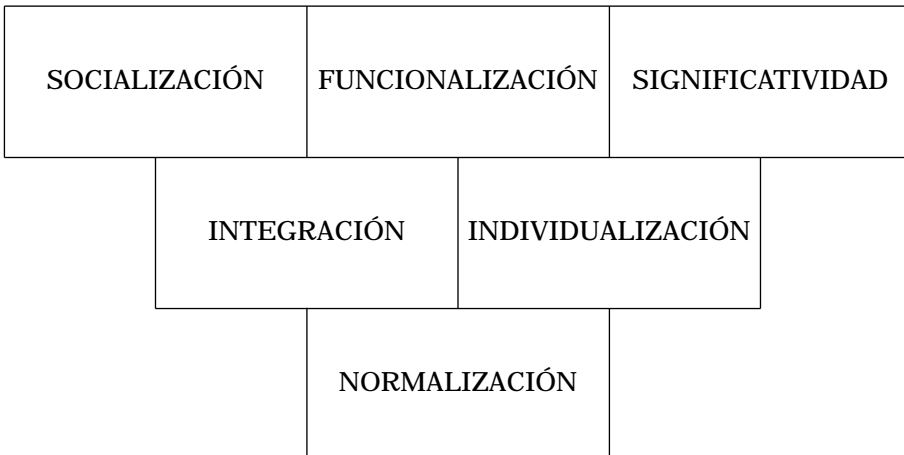 SOCIALIZACIÓN FUNCIONALIZACIÓN SIGNIFICATIVIDAD
INTEGRACIÓN INDIVIDUALIZACIÓN
NORMALIZACIÓN